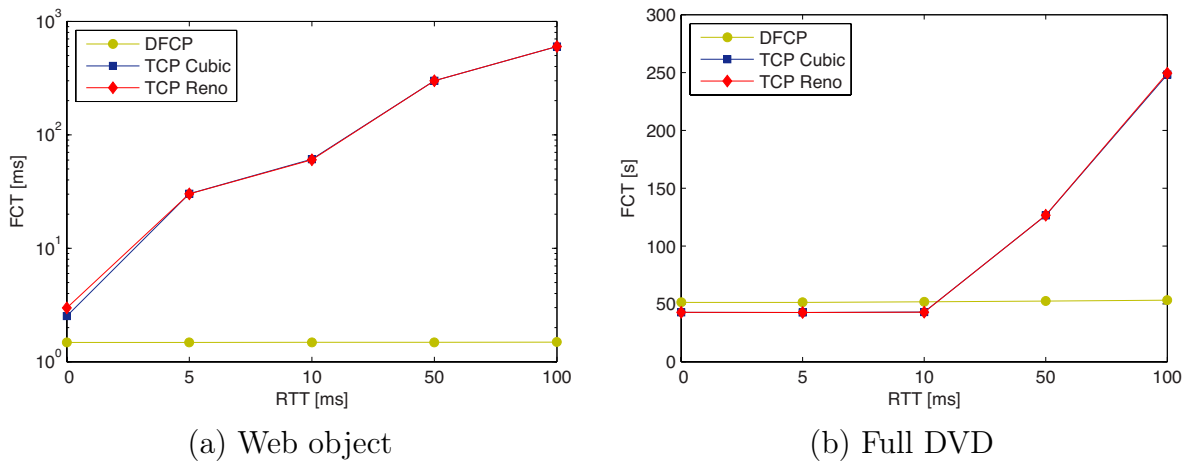 10^3
10^2
10^1
10^0
FCT [ms]
DFCP
TCP Cubic
TCP Reno
0 5 10 50 100
RTT [ms]
(a) Web object
300
250
200
150
100
50
0
FCT [s]
DFCP
TCP Cubic
TCP Reno
0 5 10 50 100
RTT [ms]
(b) Full DVD